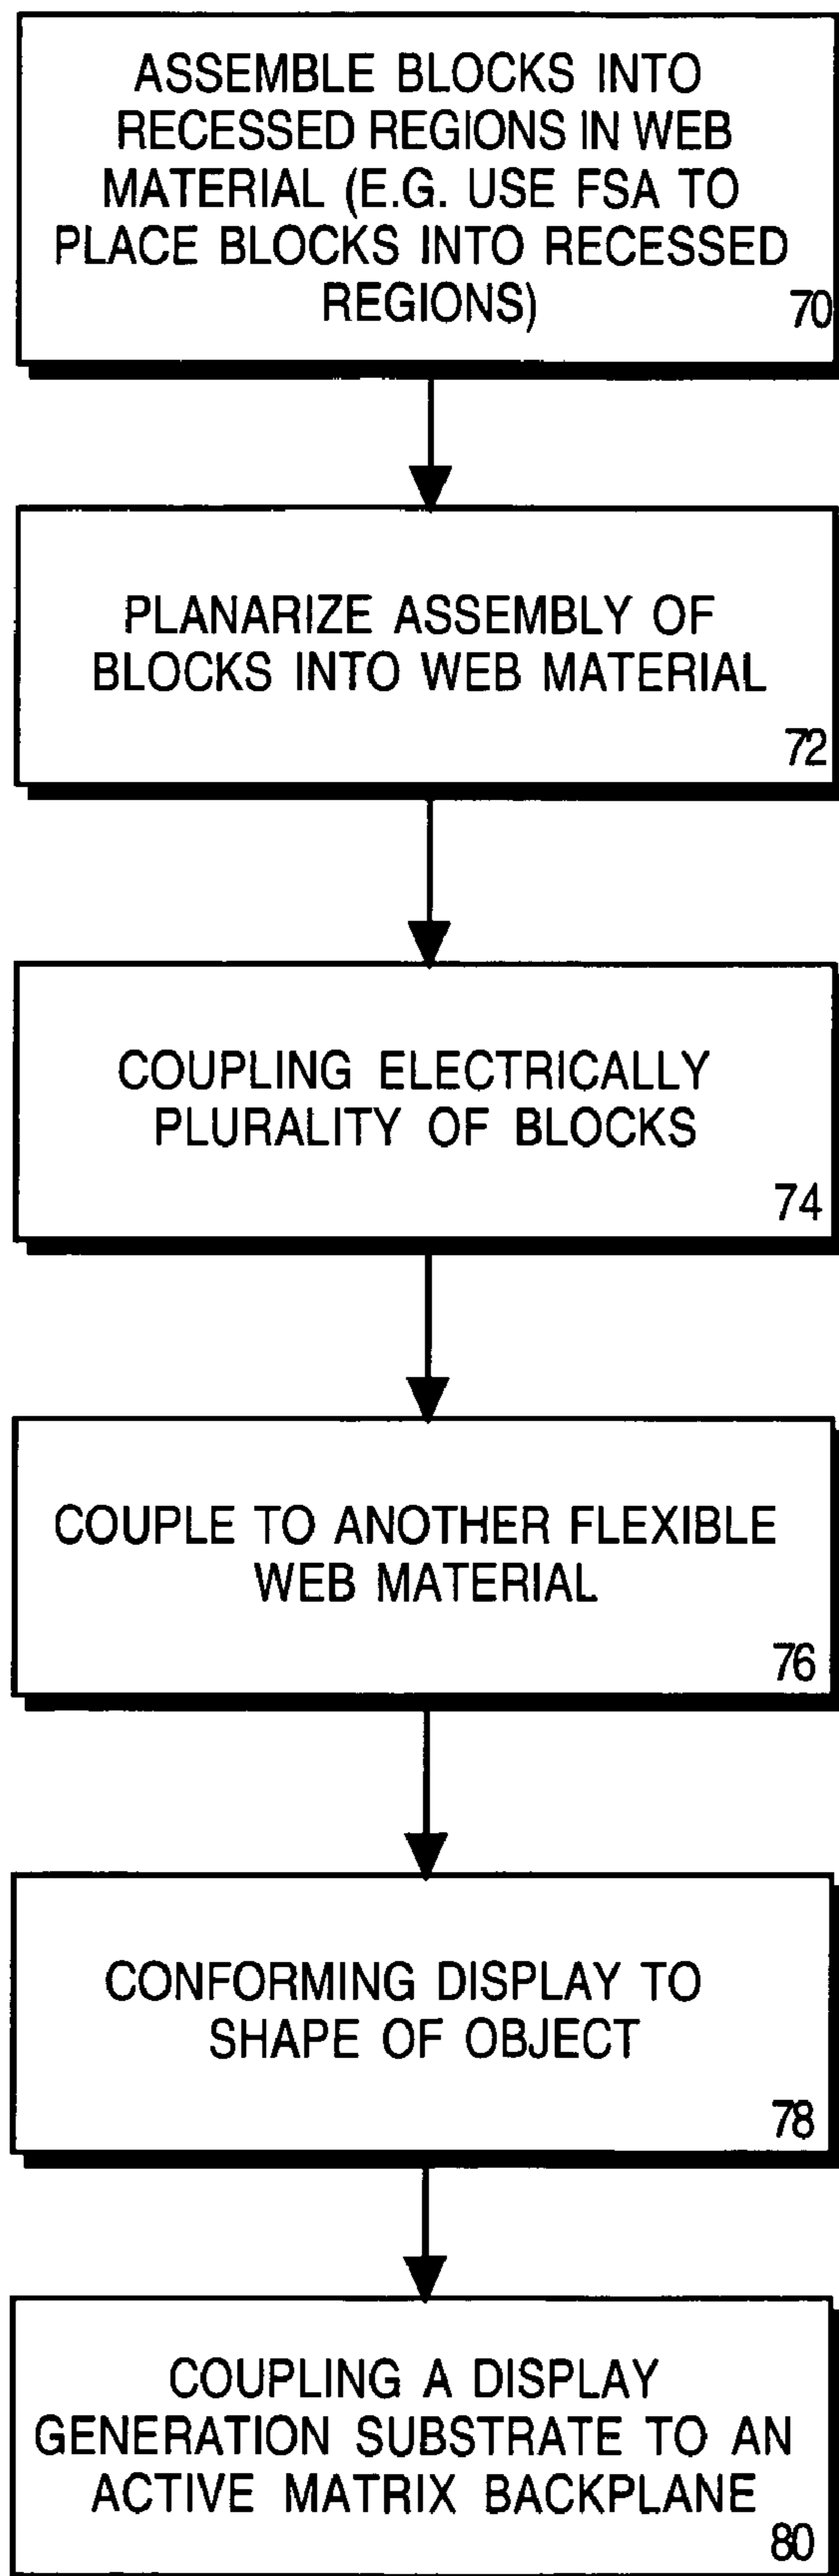 ASSEMBLE BLOCKS INTO
RECESSED REGIONS IN WEB
MATERIAL (E.G. USE FSA TO
PLACE BLOCKS INTO RECESSED
REGIONS)
70
PLANARIZE ASSEMBLY OF
BLOCKS INTO WEB MATERIAL
72
COUPLING ELECTRICALLY
PLURALITY OF BLOCKS
74
COUPLE TO ANOTHER FLEXIBLE
WEB MATERIAL
76
CONFORMING DISPLAY TO
SHAPE OF OBJECT
78
COUPLING A DISPLAY
GENERATION SUBSTRATE TO AN
ACTIVE MATRIX BACKPLANE
80